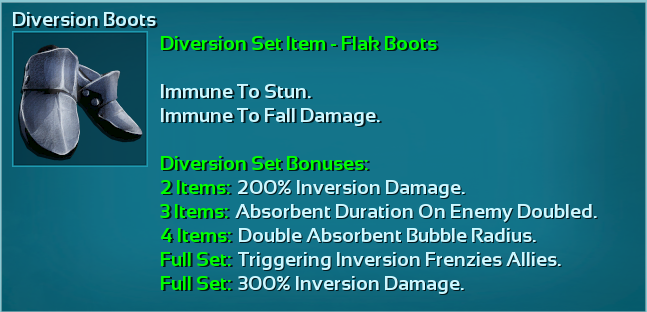 Diversion Boots
Diversion Set Item - Flak Boots
Immune To Stun.
Immune To Fall Damage.
Diversion Set Bonuses:
2 Items: 200% Inversion Damage.
3 Items: Absorbent Duration On Enemy Doubled.
4 Items: Double Absorbent Bubble Radius.
Full Set: Triggering Inversion Frenzies Allies.
Full Set: 300% Inversion Damage.